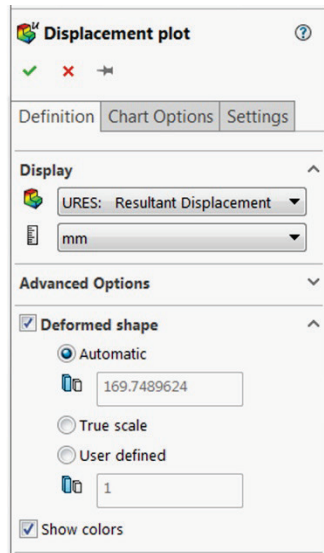 Displacement plot
Definition Chart Options Settings
Display
URES: Resultant Displacement
mm
Advanced Options
Deformed shape
Automatic
169.7489624
True scale
User defined
1
Show colors